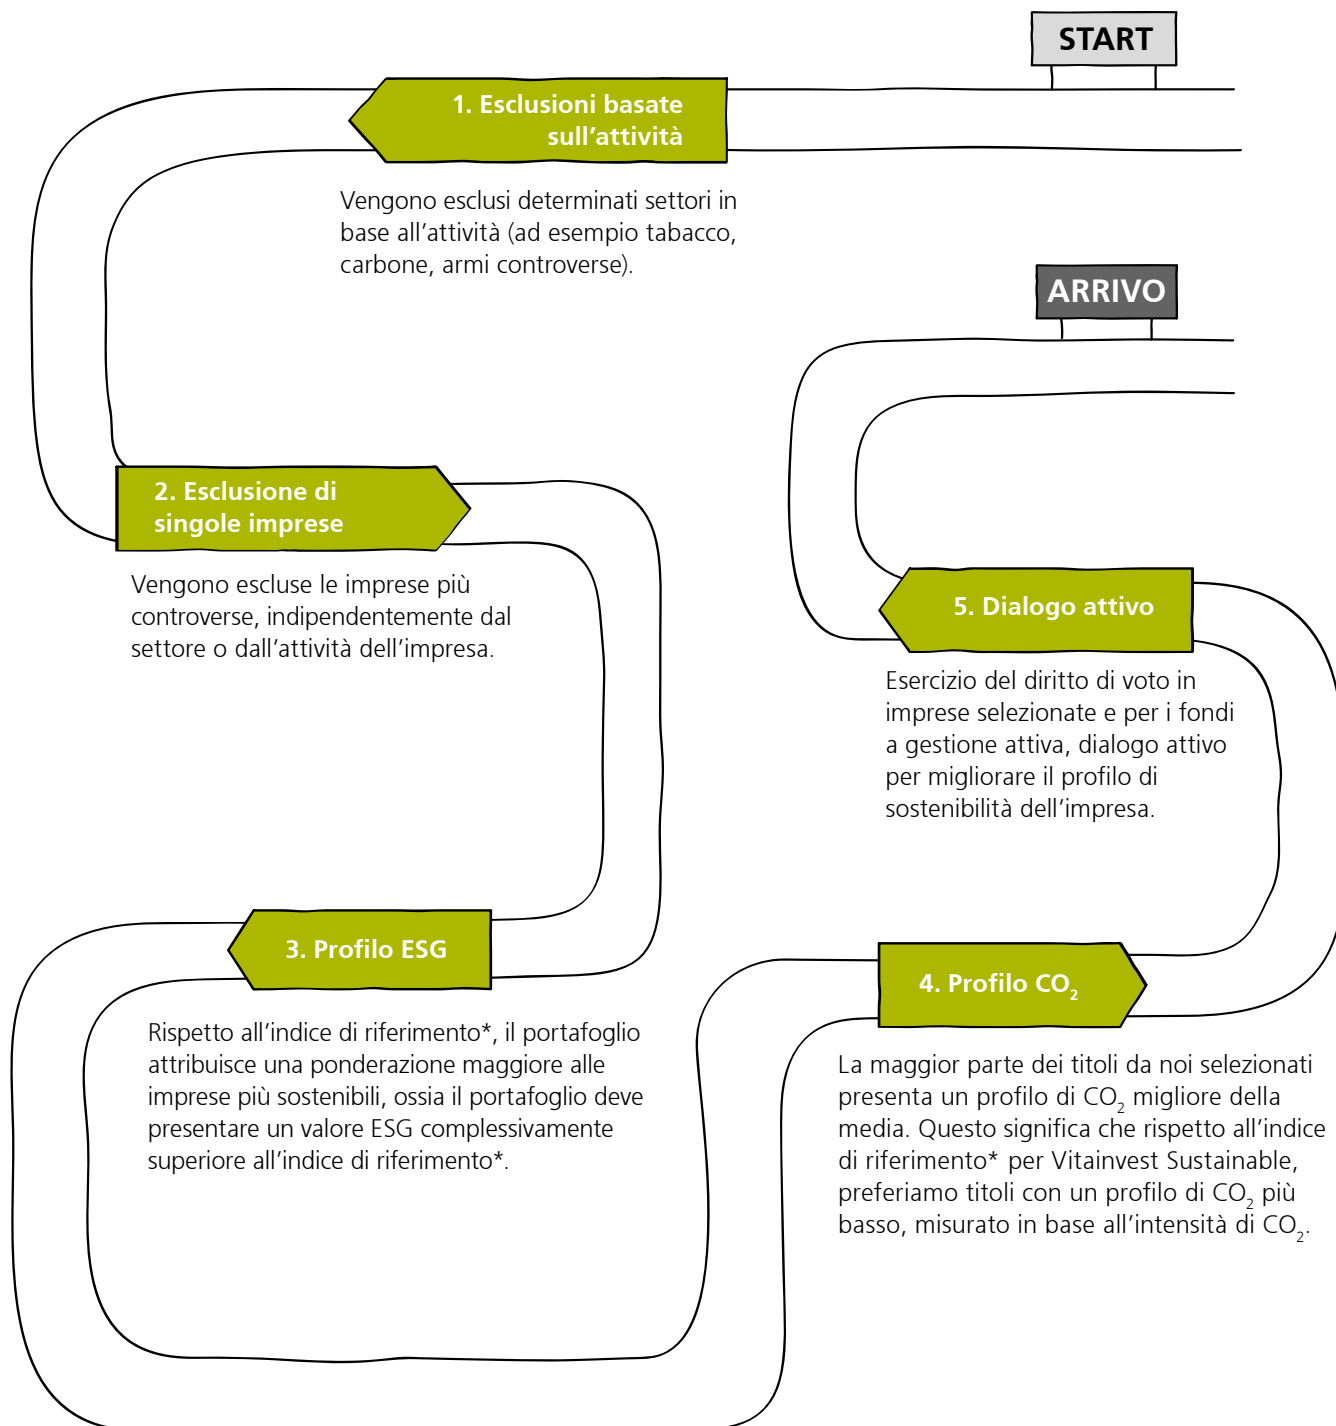 START
1. Esclusioni basate
sull’attività
Vengono esclusi determinati settori in
base all’attività (ad esempio tabacco,
carbone, armi controverse).
ARRIVO
2. Esclusione di
singole imprese
Vengono escluse le imprese più
controverse, indipendentemente dal
settore o dall’attività dell’impresa.
5. Dialogo attivo
Esercizio del diritto di voto in
imprese selezionate e per i fondi
a gestione attiva, dialogo attivo
per migliorare il profilo di
sostenibilità dell’impresa.
3. Profilo ESG
Rispetto all’indice di riferimento*, il portafoglio
attribuisce una ponderazione maggiore alle
imprese più sostenibili, ossia il portafoglio deve
presentare un valore ESG complessivamente
superiore all’indice di riferimento*.
4. Profilo CO₂
La maggior parte dei titoli da noi selezionati
presenta un profilo di CO₂ migliore della
media. Questo significa che rispetto all’indice
di riferimento* per Vitainvest Sustainable,
preferiamo titoli con un profilo di CO₂ più
basso, misurato in base all’intensità di CO₂.